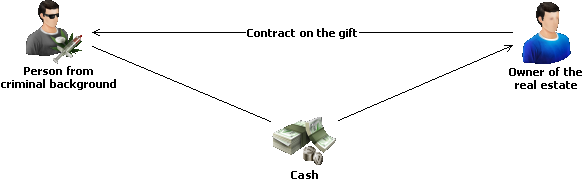 Contract on the gift
Person from
criminal background
Owner of the
real estate
Cash